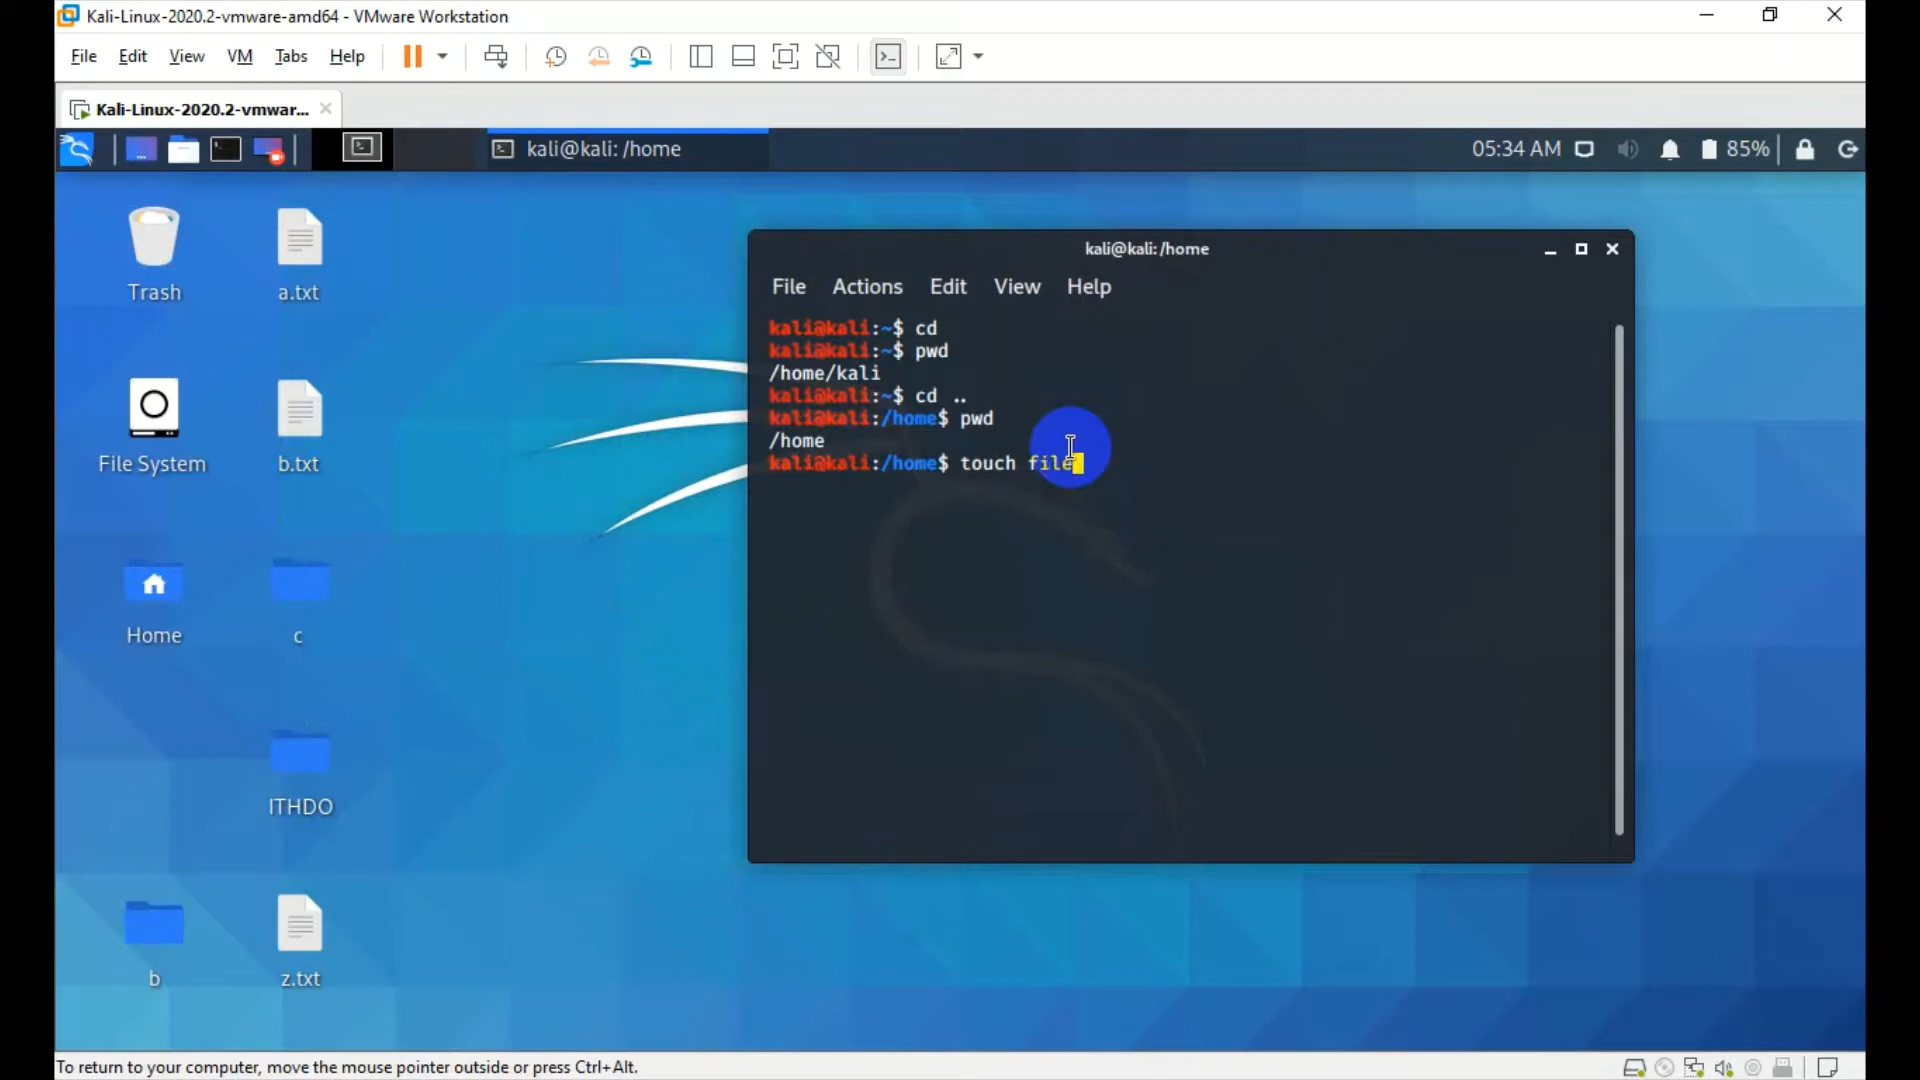 Kali-Linux-2020.2-vmware-amd64 - VMware Workstation
File Edit View VM Tabs Help
Kali-Linux-2020.2-vmwar...
kali@kali: /home
05:34 AM
85%
Trash
a.txt
File System
b.txt
Home
c
ITHDO
b
z.txt
kali@kali:/home
File Actions Edit View Help
kali@kali:~$ cd
kali@kali:~$ pwd
/home/kali
kali@kali:~$ cd ..
kali@kali:/home$ pwd
/home
kali@kali:/home$ touch file
To return to your computer, move the mouse pointer outside or press Ctrl+Alt.